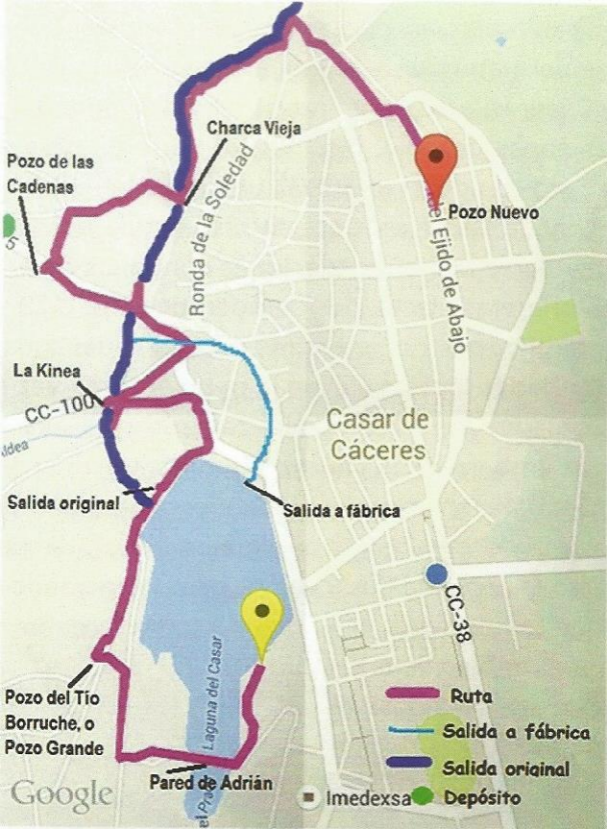 Charca Vieja
Pozo de las
Cadenas
Ronda de la Soledad
Pozo Nuevo
del Ejido de Abajo
La Kinea
CC-100
Casar de
Cáceres
Salida original
Salida a fábrica
CC-38
Laguna del Casar
Pozo del Tío
Borruche, o
Pozo Grande
Pared de Adrián
Ruta
Salida a fábrica
Salida original
Depósito
Google
Imedexsa